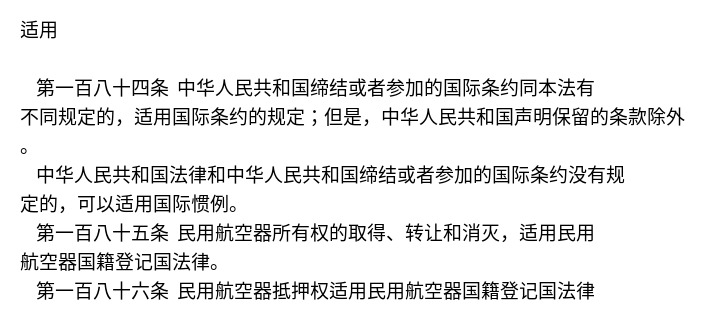 适用
第一百八十四条 中华人民共和国缔结或者参加的国际条约同本法有
不同规定的，适用国际条约的规定；但是，中华人民共和国声明保留的条款除外
。
中华人民共和国法律和中华人民共和国缔结或者参加的国际条约没有规
定的，可以适用国际惯例。
第一百八十五条 民用航空器所有权的取得、转让和消灭，适用民用
航空器国籍登记国法律。
第一百八十六条 民用航空器抵押权适用民用航空器国籍登记国法律